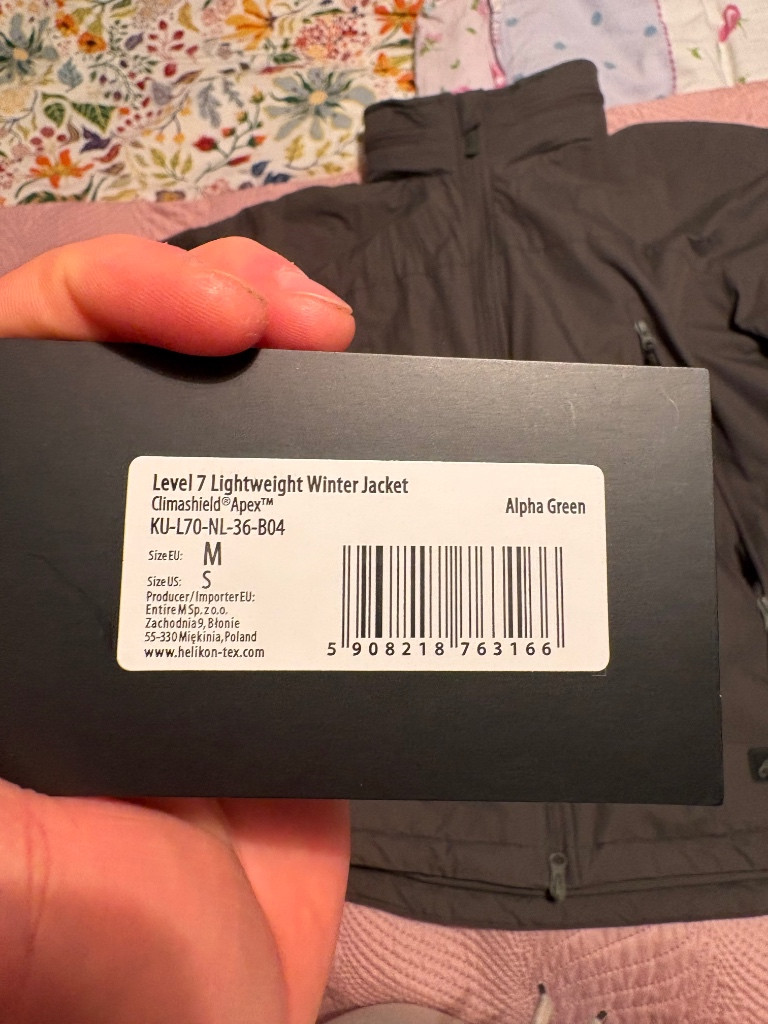 Level 7 Lightweight Winter Jacket
Climashield®Apex™
Alpha Green
KU-L70-NL-36-B04
Size EU: M
Size US: S
Producer/Importer EU:
Entire M Sp. z o.o.
Zachodnia 9, Błonie
55-330 Miękinia, Poland
www.helikon-tex.com
5 908218 763166